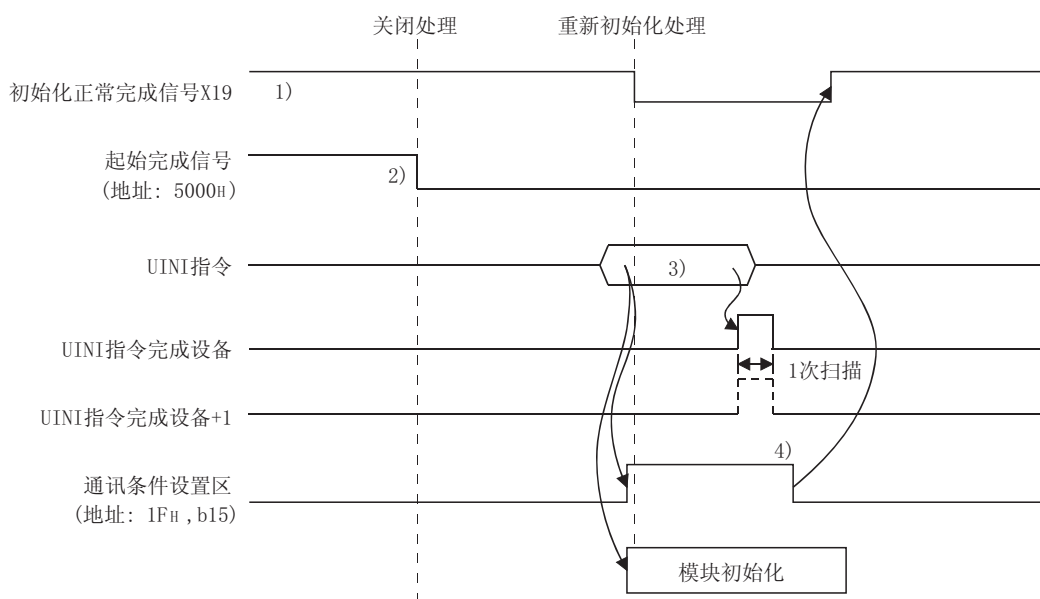 关闭处理
重新初始化处理
初始化正常完成信号X19
1)
起始完成信号
(地址: 5000H)
2)
UINI指令
3)
UINI指令完成设备
1次扫描
UINI指令完成设备+1
4)
通讯条件设置区
(地址: 1FH ,b15)
模块初始化